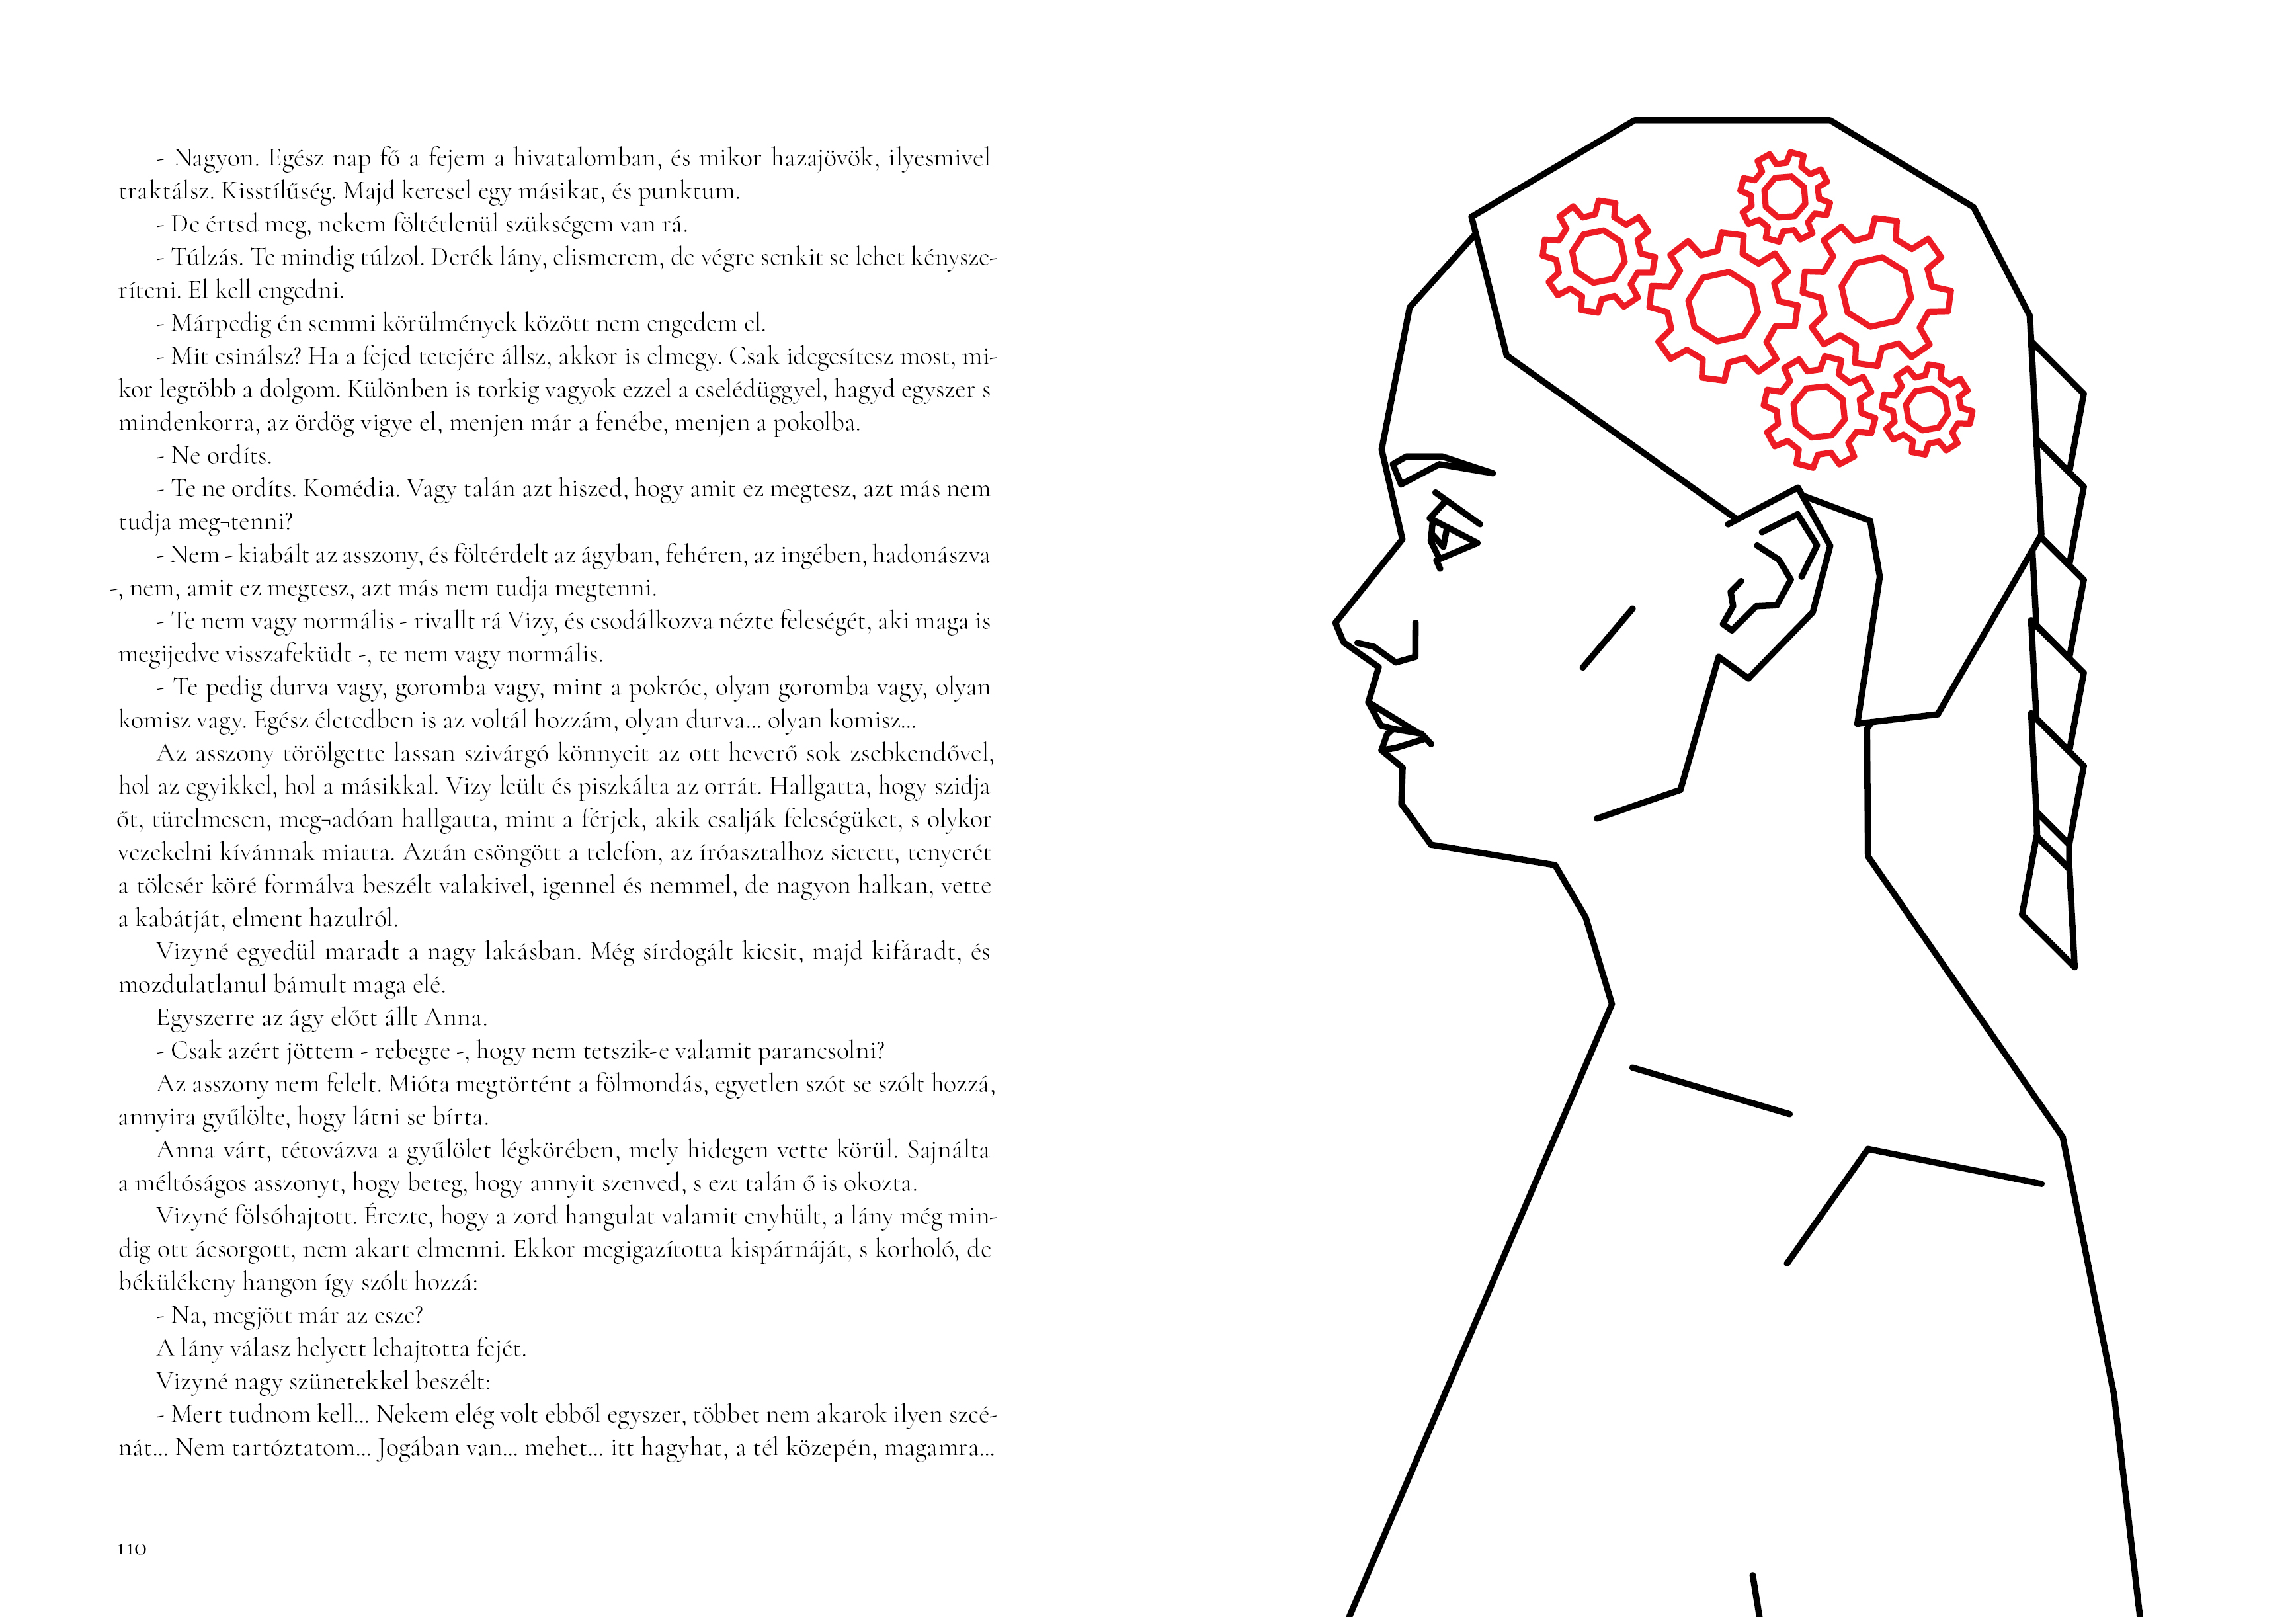 - Nagyon. Egész nap fő a fejem a hivatalomban, és mikor hazajövök, ilyesmivel
traktálsz. Kisstílűség. Majd keresel egy másikat, és punktum.
- De értsd meg, nekem föltétlenül szükségem van rá.
- Túlzás. Te mindig túlzol. Derék lány, elismerem, de végre senkit se lehet kénysze-
ríteni. El kell engedni.
- Márpedig én semmi körülmények között nem engedem el.
- Mit csinálsz? Ha a fejed tetejére állsz, akkor is elmegy. Csak idegesítesz most, mi-
kor legtöbb a dolgom. Különben is torkig vagyok ezzel a cselédüggyel, hagyd egyszer s
mindenkorra, az ördög vigye el, menjen már a fenébe, menjen a pokolba.
- Ne ordíts.
- Te ne ordíts. Komédia. Vagy talán azt hiszed, hogy amit ez megtesz, azt más nem
tudja meg¬tenni?
- Nem - kiabált az asszony, és föltérdelt az ágyban, fehéren, az ingében, hadonászva
-, nem, amit ez megtesz, azt más nem tudja megtenni.
- Te nem vagy normális - rivallt rá Vizy, és csodálkozva nézte feleségét, aki maga is
megijedve visszafeküdt -, te nem vagy normális.
- Te pedig durva vagy, goromba vagy, mint a pokróc, olyan goromba vagy, olyan
komisz vagy. Egész életedben is az voltál hozzám, olyan durva... olyan komisz...
Az asszony törölgette lassan szivárgó könnyeit az ott heverő sok zsebkendővel,
hol az egyikkel, hol a másikkal. Vizy leült és piszkálta az orrát. Hallgatta, hogy szidja
őt, türelmesen, meg¬adóan hallgatta, mint a férjek, akik csalják feleségüket, s olykor
vezekelni kívánnak miatta. Aztán csöngött a telefon, az íróasztalhoz sietett, tenyerét
a tölcsér köré formálva beszélt valakivel, igennel és nemmel, de nagyon halkan, vette
a kabátját, elment hazulról.
Vizyné egyedül maradt a nagy lakásban. Még sírdogált kicsit, majd kifáradt, és
mozdulatlanul bámult maga elé.
Egyszerre az ágy előtt állt Anna.
- Csak azért jöttem - rebegte -, hogy nem tetszik-e valamit parancsolni?
Az asszony nem felelt. Mióta megtörtént a fölmondás, egyetlen szót se szólt hozzá,
annyira gyűlölte, hogy látni se bírta.
Anna várt, tétovázva a gyűlölet légkörében, mely hidegen vette körül. Sajnálta
a méltóságos asszonyt, hogy beteg, hogy annyit szenved, s ezt talán ő is okozta.
Vizyné fölsóhajtott. Érezte, hogy a zord hangulat valamit enyhült, a lány még min-
dig ott ácsorgott, nem akart elmenni. Ekkor megigazította kispárnáját, s korholó, de
békülékeny hangon így szólt hozzá:
- Na, megjött már az esze?
A lány válasz helyett lehajtotta fejét.
Vizyné nagy szünetekkel beszélt:
- Mert tudnom kell... Nekem elég volt ebből egyszer, többet nem akarok ilyen szcé-
nát... Nem tartóztatom... Jogában van... mehet... itt hagyhat, a tél közepén, magamra...
110